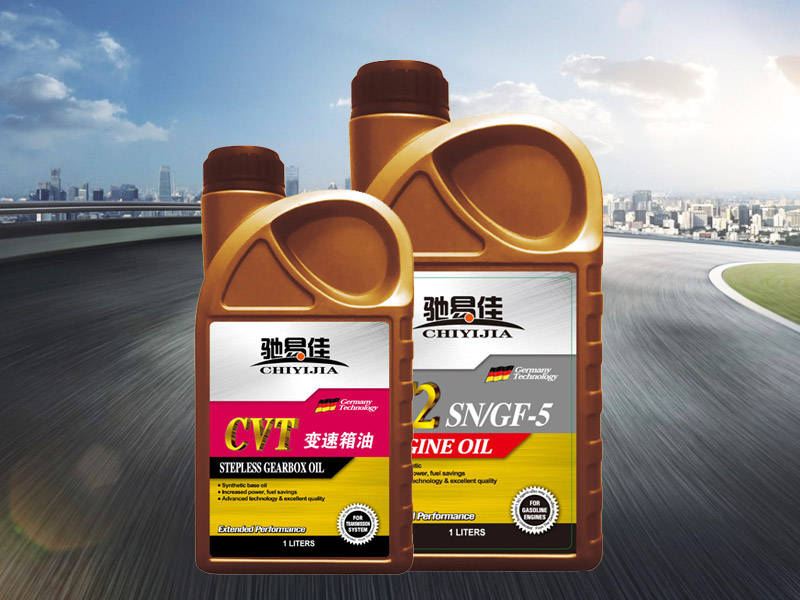 驰易佳
CHIYIJIA
Germany
Technology
CVT 变速箱油
STEPLESS GEARBOX OIL
• Synthetic base oil
• Increased power, fuel savings
• Advanced technology & excellent quality
Extended Performance
FOR
TRANSMISSION
SYSTEM
1 LITERS
驰易佳
CHIYIJIA
Germany
Technology
2 SN/GF-5
GINE OIL
power, fuel savings
technology & excellent quality
Performance
FOR
GASOLINE
ENGINES
1 LITERS